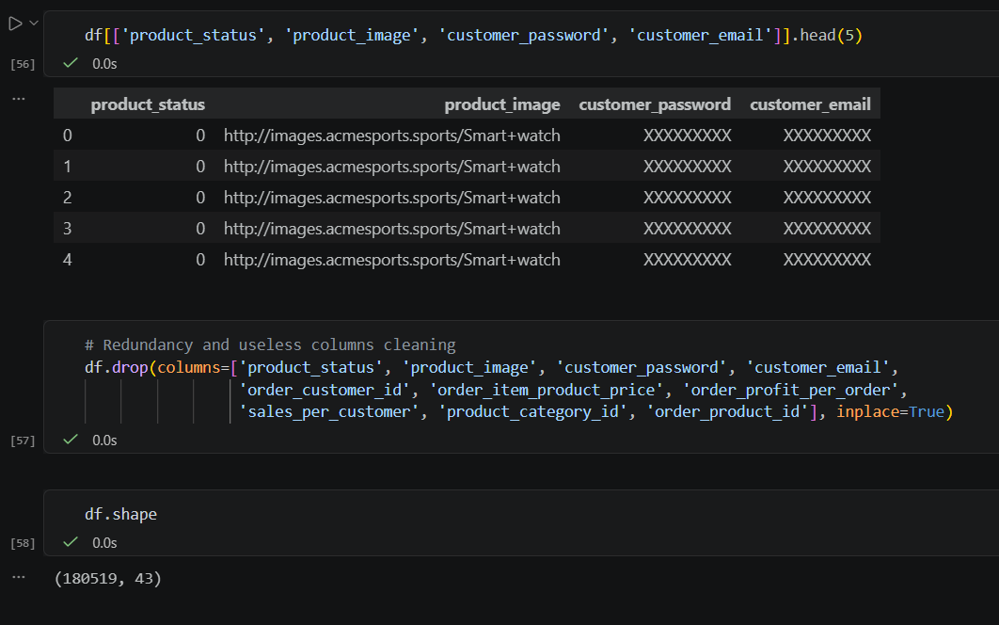 df[['product_status', 'product_image', 'customer_password', 'customer_email']].head(5)
[56] 0.0s
...
product_status product_image customer_password customer_email
0 0 http://images.acmesports.sports/Smart+watch XXXXXXXXX XXXXXXXXX
1 0 http://images.acmesports.sports/Smart+watch XXXXXXXXX XXXXXXXXX
2 0 http://images.acmesports.sports/Smart+watch XXXXXXXXX XXXXXXXXX
3 0 http://images.acmesports.sports/Smart+watch XXXXXXXXX XXXXXXXXX
4 0 http://images.acmesports.sports/Smart+watch XXXXXXXXX XXXXXXXXX
# Redundancy and useless columns cleaning
df.drop(columns=['product_status', 'product_image', 'customer_password', 'customer_email',
'order_customer_id', 'order_item_product_price', 'order_profit_per_order',
'sales_per_customer', 'product_category_id', 'order_product_id'], inplace=True)
[57] 0.0s
df.shape
[58] 0.0s
...
(180519, 43)